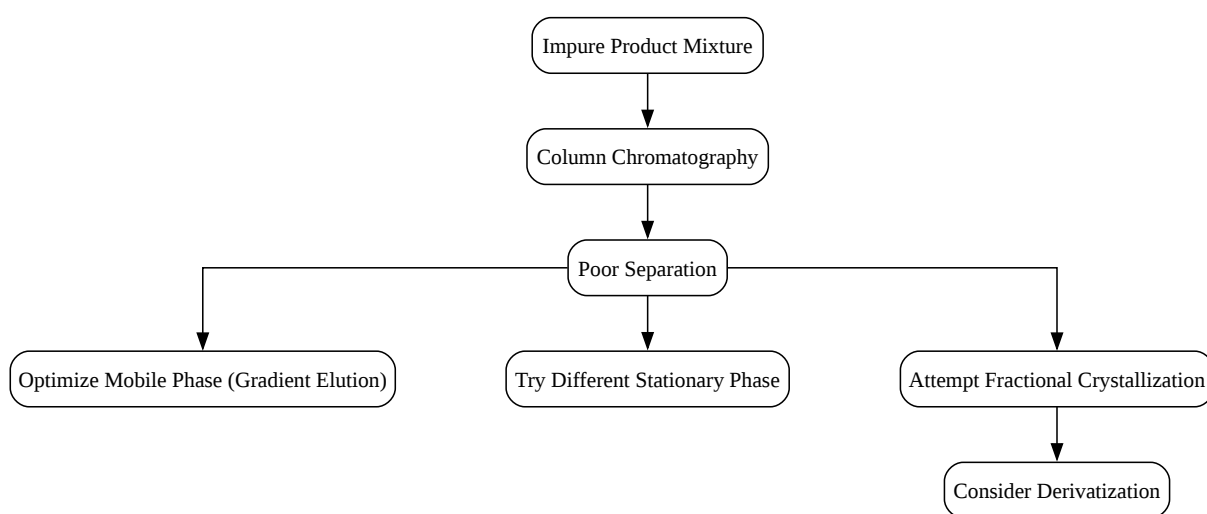 Impure Product Mixture
Column Chromatography
Poor Separation
Optimize Mobile Phase (Gradient Elution)
Try Different Stationary Phase
Attempt Fractional Crystallization
Consider Derivatization